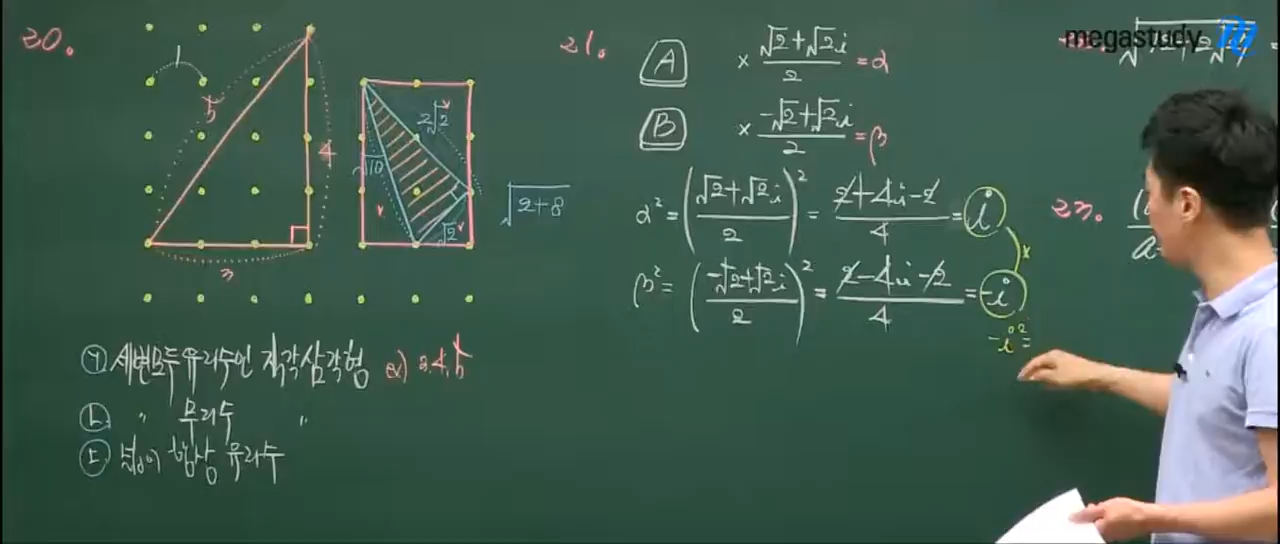 20.
1
5
4
3
2√2
√10
√2
√2+8
㉠ 세변모두유리수인 직각삼각형 ex) 3,4,5
㉡ " 무리수 "
㉢ 넓이 항상 유리수
21.
A × √2+√2i / 2 = α
B × -√2+√2i / 2 = β
α² = (√2+√2i / 2)² = 2+4i-2 / 4 = i
β² = (-√2+√2i / 2)² = 2-4i-2 / 4 = -i
×
-i² =
megastudy
23.